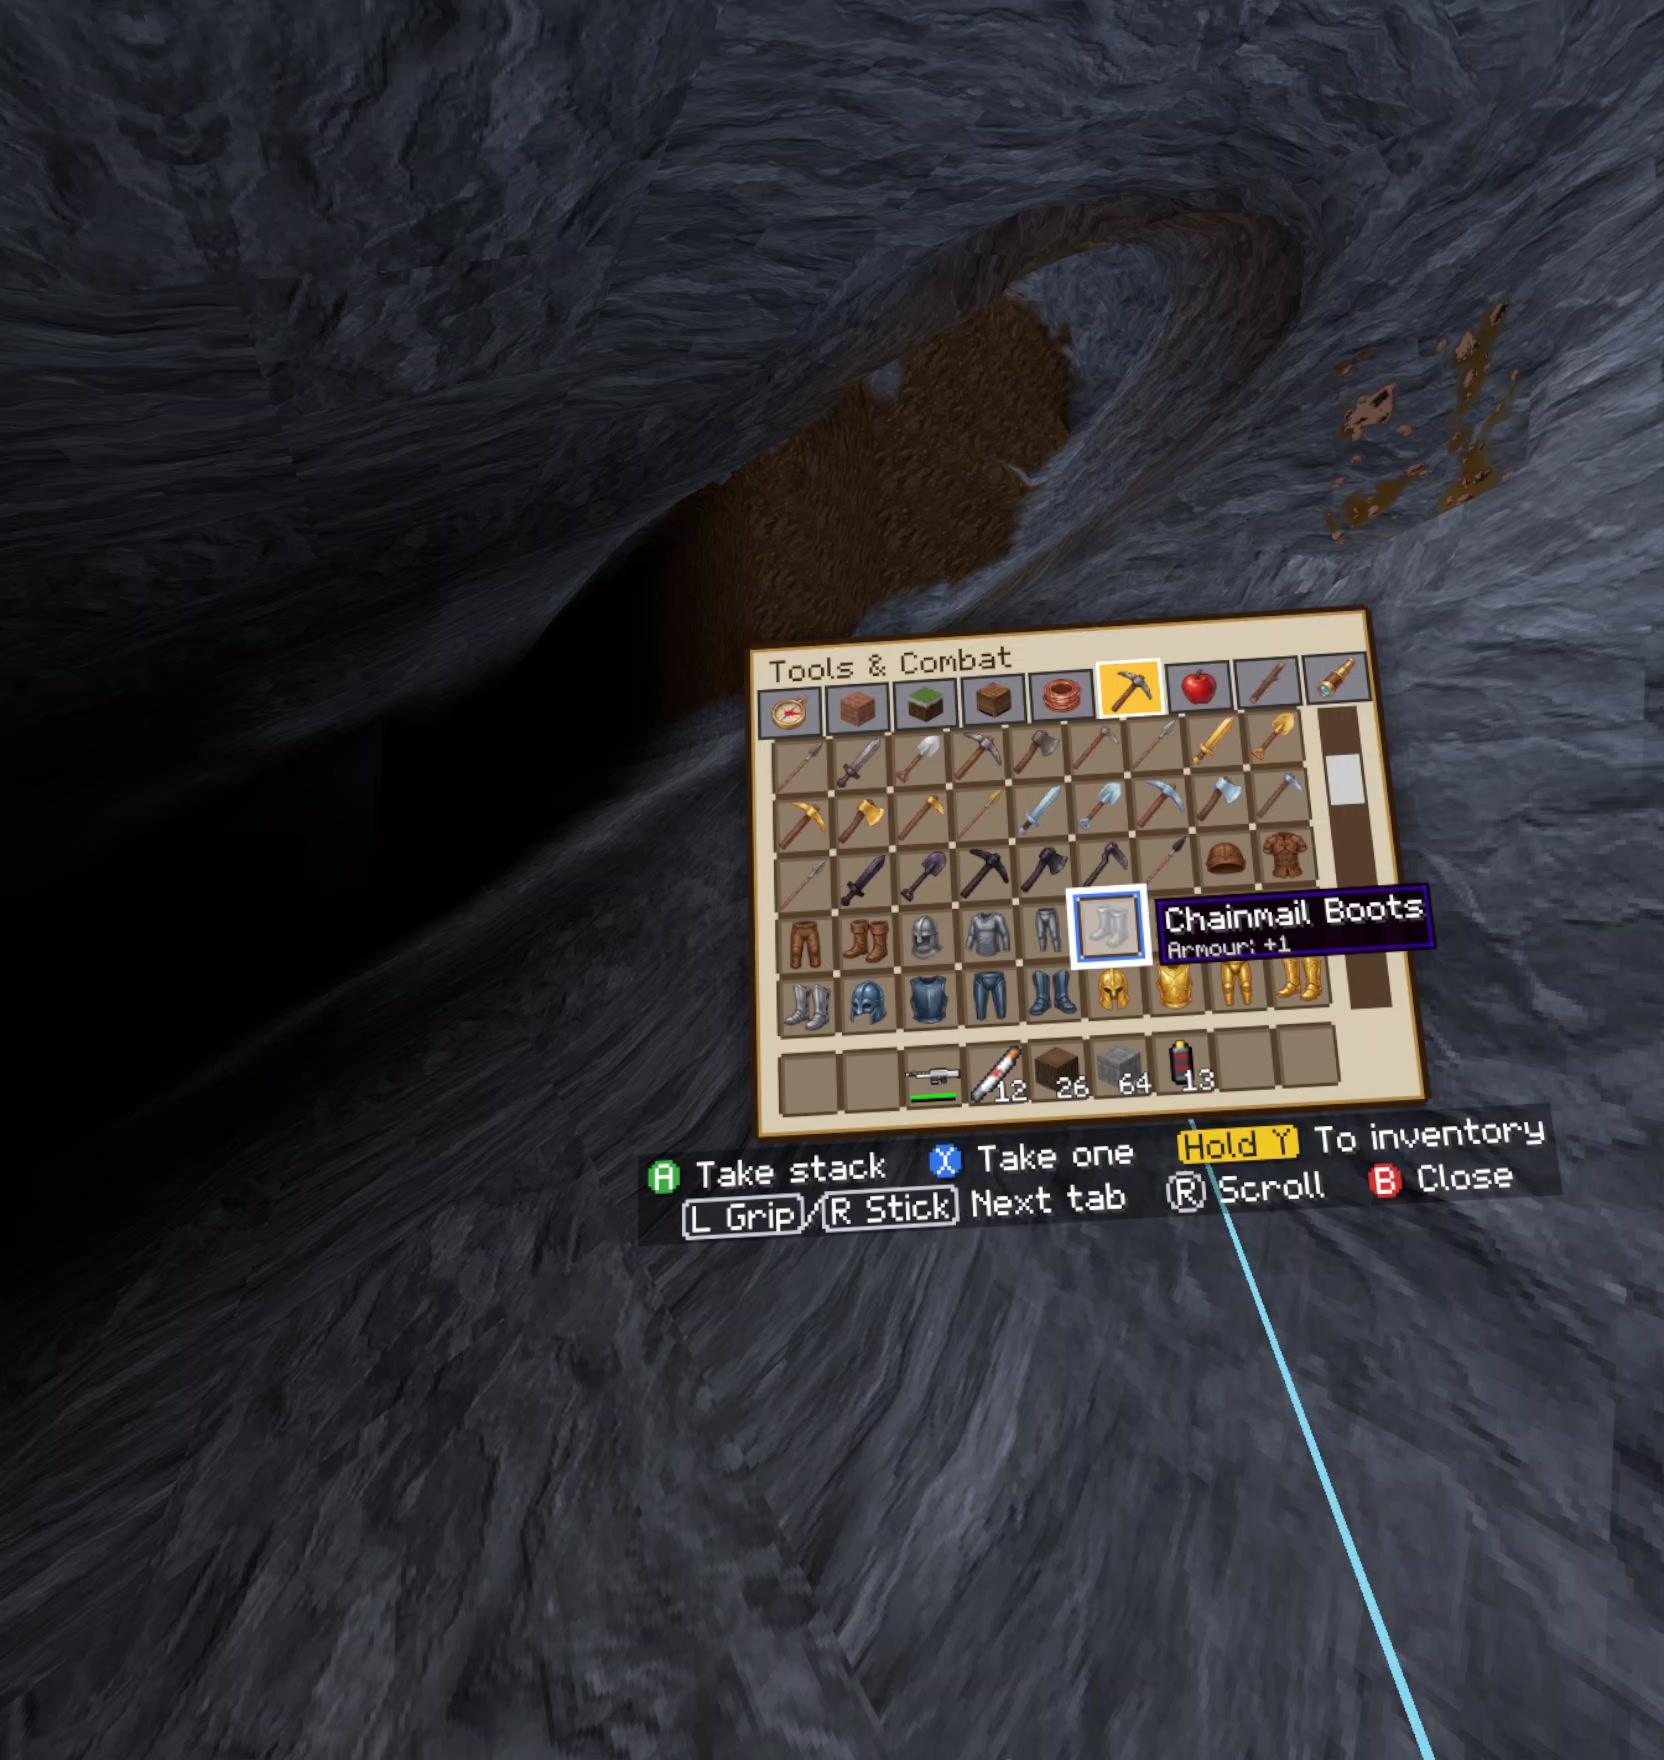 Tools & Combat
Chainmail Boots
Armour: +1
12 26 64 13
A Take stack X Take one Hold Y To inventory
L Grip/R Stick Next tab R Scroll B Close